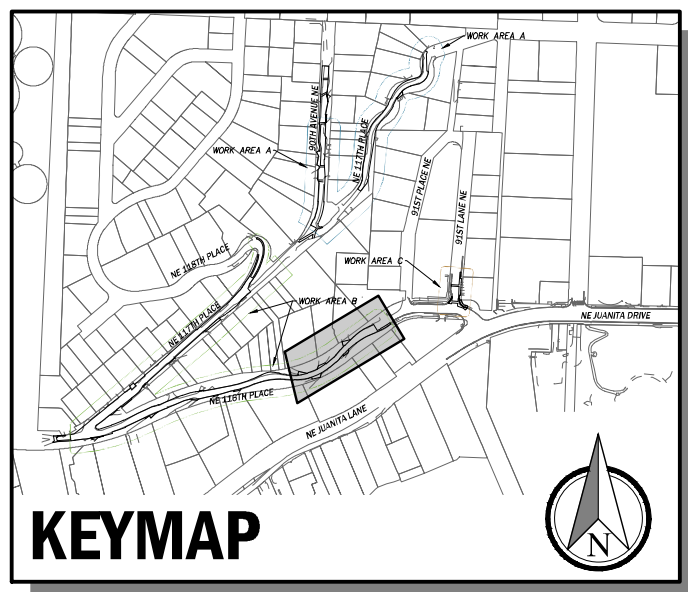 WORK AREA A
90TH AVENUE NE
WORK AREA A
NE 117TH PLACE
91ST PLACE NE
91ST LANE NE
NE 118TH PLACE
WORK AREA C
WORK AREA B
NE 117TH PLACE
NE JUANITA DRIVE
NE 116TH PLACE
NE JUANITA LANE
KEYMAP
N